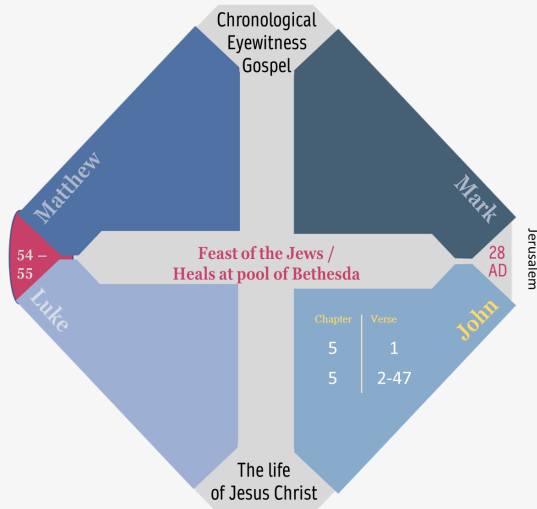 Chronological
Eyewitness
Gospel
Matthew
Mark
54 –
55
Feast of the Jews /
Heals at pool of Bethesda
28
AD
Jerusalem
Luke
John
Chapter Verse
5 1
5 2-47
The life
of Jesus Christ